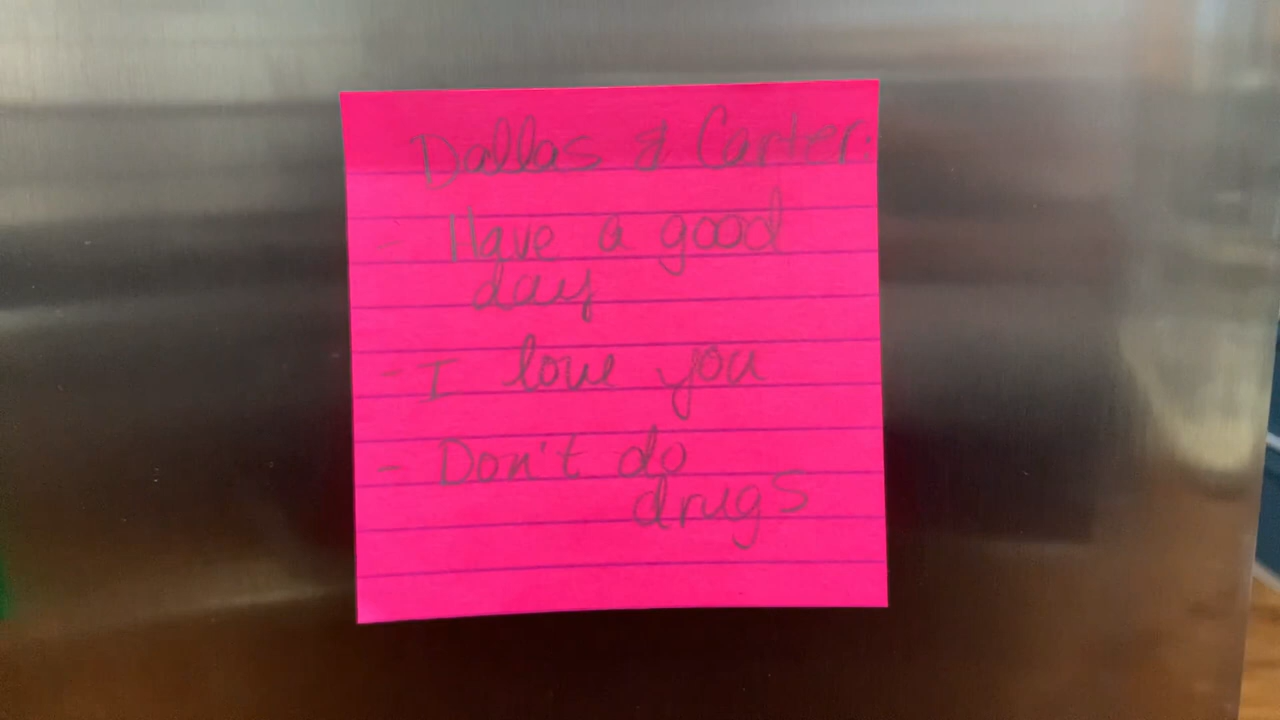 Dallas & Carter:
- Have a good
day
- I love you
- Don't do
drugs